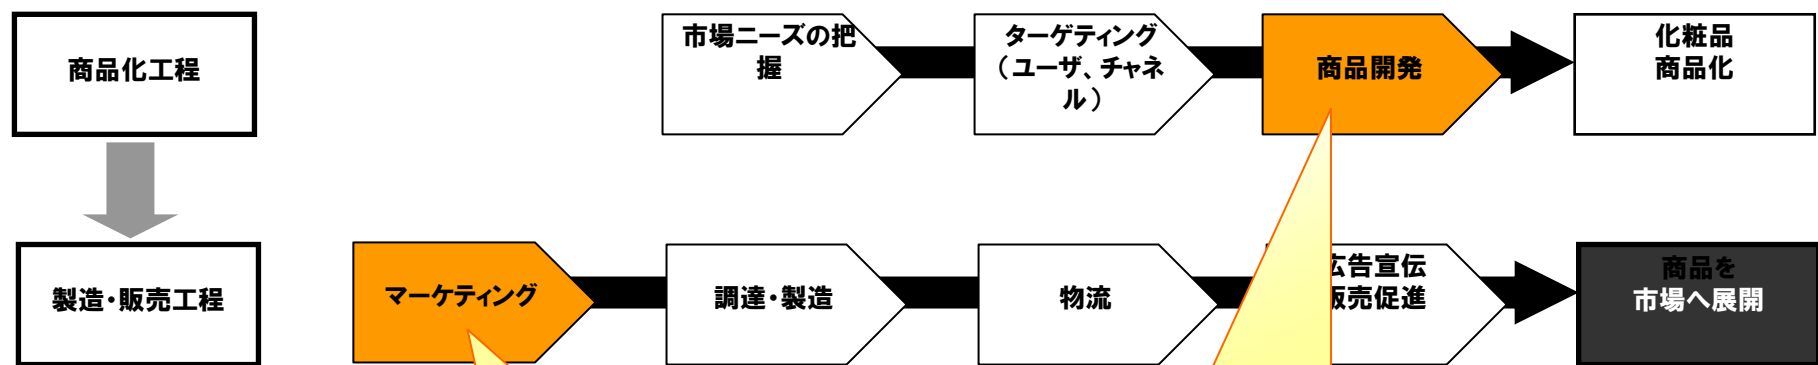 商品化工程
市場ニーズの把
握
ターゲティング
（ユーザ、チャネ
ル）
商品開発
化粧品
商品化
製造・販売工程
マーケティング
調達・製造
物流
広告宣伝
販売促進
商品を
市場へ展開